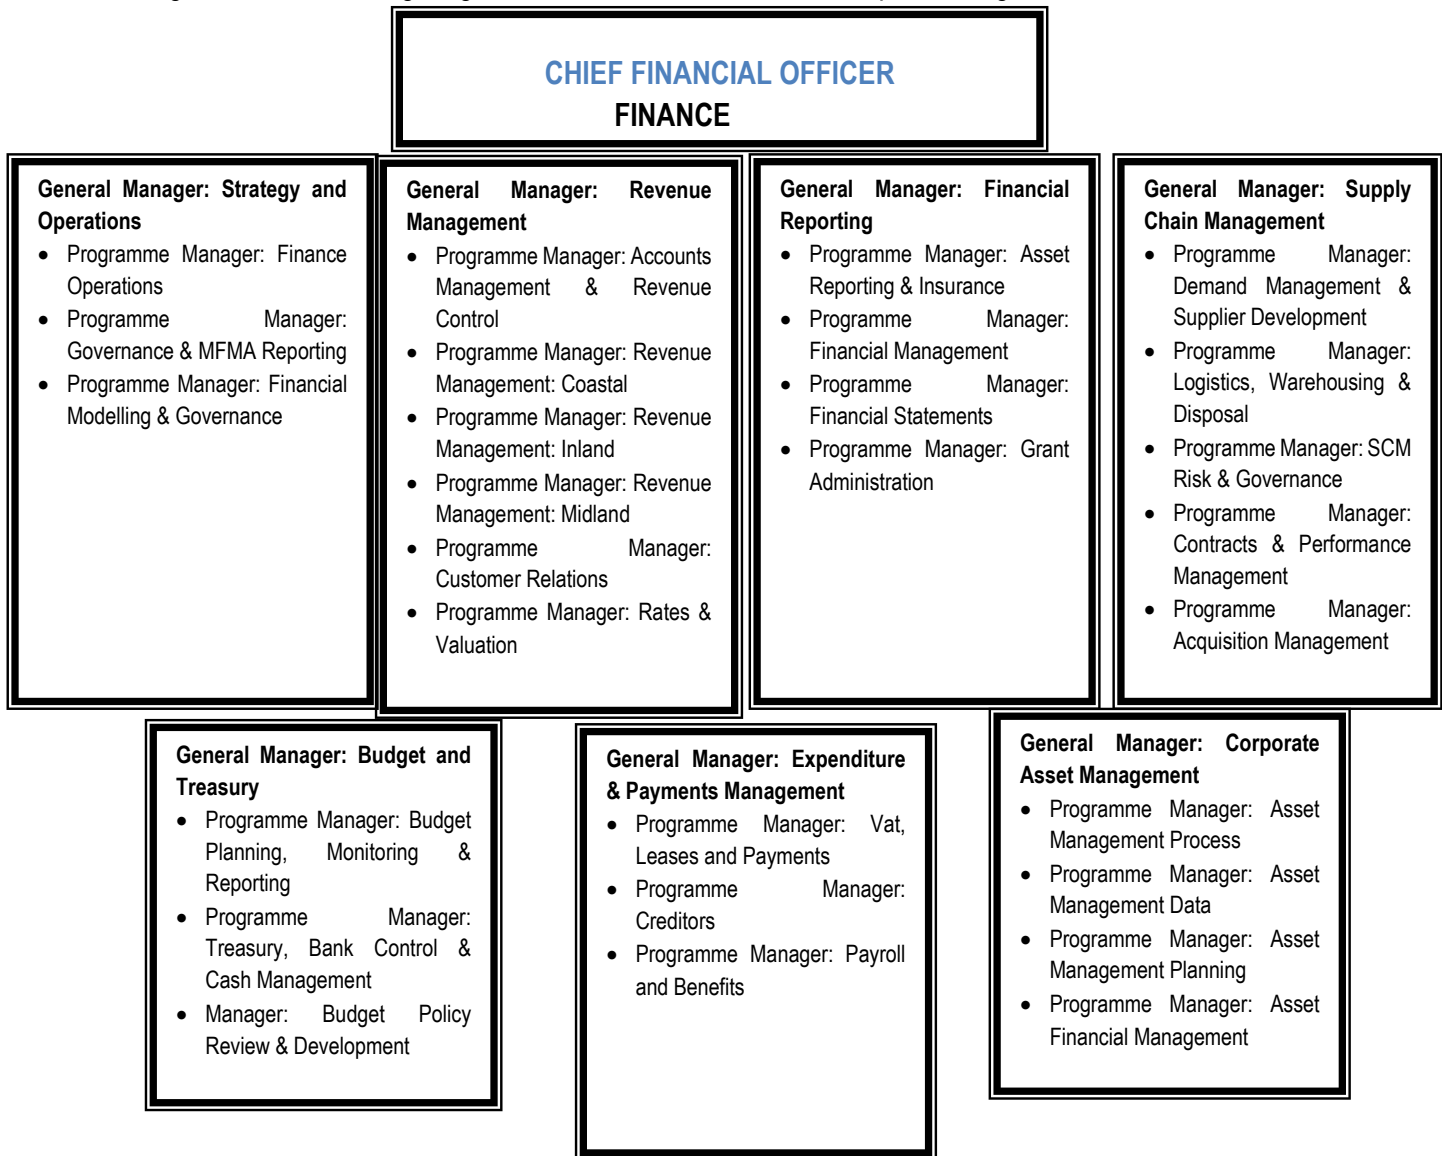 CHIEF FINANCIAL OFFICER
FINANCE
General Manager: Strategy and
Operations
• Programme Manager: Finance
Operations
• Programme Manager:
Governance & MFMA Reporting
• Programme Manager: Financial
Modelling & Governance
General Manager: Revenue
Management
• Programme Manager: Accounts
Management & Revenue
Control
• Programme Manager: Revenue
Management: Coastal
• Programme Manager: Revenue
Management: Inland
• Programme Manager: Revenue
Management: Midland
• Programme Manager:
Customer Relations
• Programme Manager: Rates &
Valuation
General Manager: Financial
Reporting
• Programme Manager: Asset
Reporting & Insurance
• Programme Manager:
Financial Management
• Programme Manager:
Financial Statements
• Programme Manager: Grant
Administration
General Manager: Supply
Chain Management
• Programme Manager:
Demand Management &
Supplier Development
• Programme Manager:
Logistics, Warehousing &
Disposal
• Programme Manager: SCM
Risk & Governance
• Programme Manager:
Contracts & Performance
Management
• Programme Manager:
Acquisition Management
General Manager: Budget and
Treasury
• Programme Manager: Budget
Planning, Monitoring &
Reporting
• Programme Manager:
Treasury, Bank Control &
Cash Management
• Manager: Budget Policy
Review & Development
General Manager: Expenditure
& Payments Management
• Programme Manager: Vat,
Leases and Payments
• Programme Manager:
Creditors
• Programme Manager: Payroll
and Benefits
General Manager: Corporate
Asset Management
• Programme Manager: Asset
Management Process
• Programme Manager: Asset
Management Data
• Programme Manager: Asset
Management Planning
• Programme Manager: Asset
Financial Management